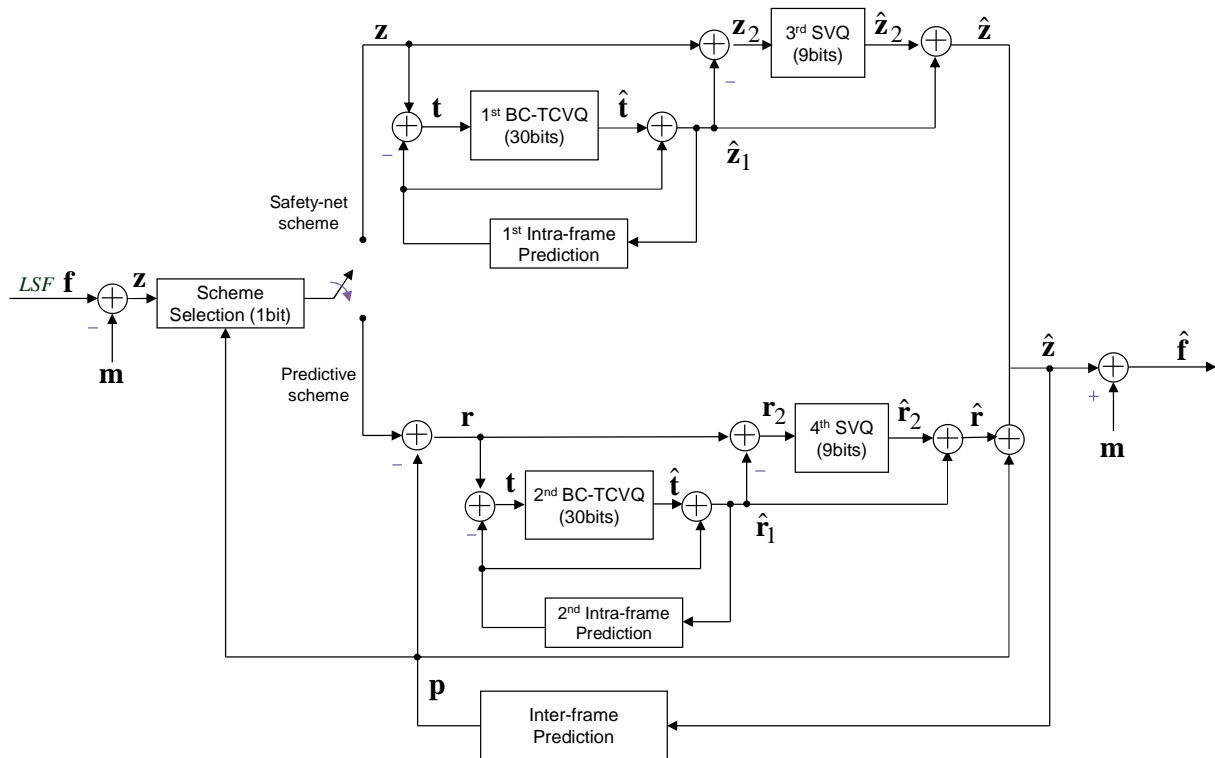 z
z₂
3rd SVQ
(9bits)
ẑ₂
ẑ
−
t
1st BC-TCVQ
(30bits)
t̂
−
ẑ₁
Safety-net
scheme
1st Intra-frame
Prediction
LSF f
z
Scheme
Selection (1bit)
−
m
Predictive
scheme
ẑ
f̂
+
m
r
r₂
4th SVQ
(9bits)
r̂₂
r̂
−
−
t
2nd BC-TCVQ
(30bits)
t̂
−
r̂₁
2nd Intra-frame
Prediction
p
Inter-frame
Prediction